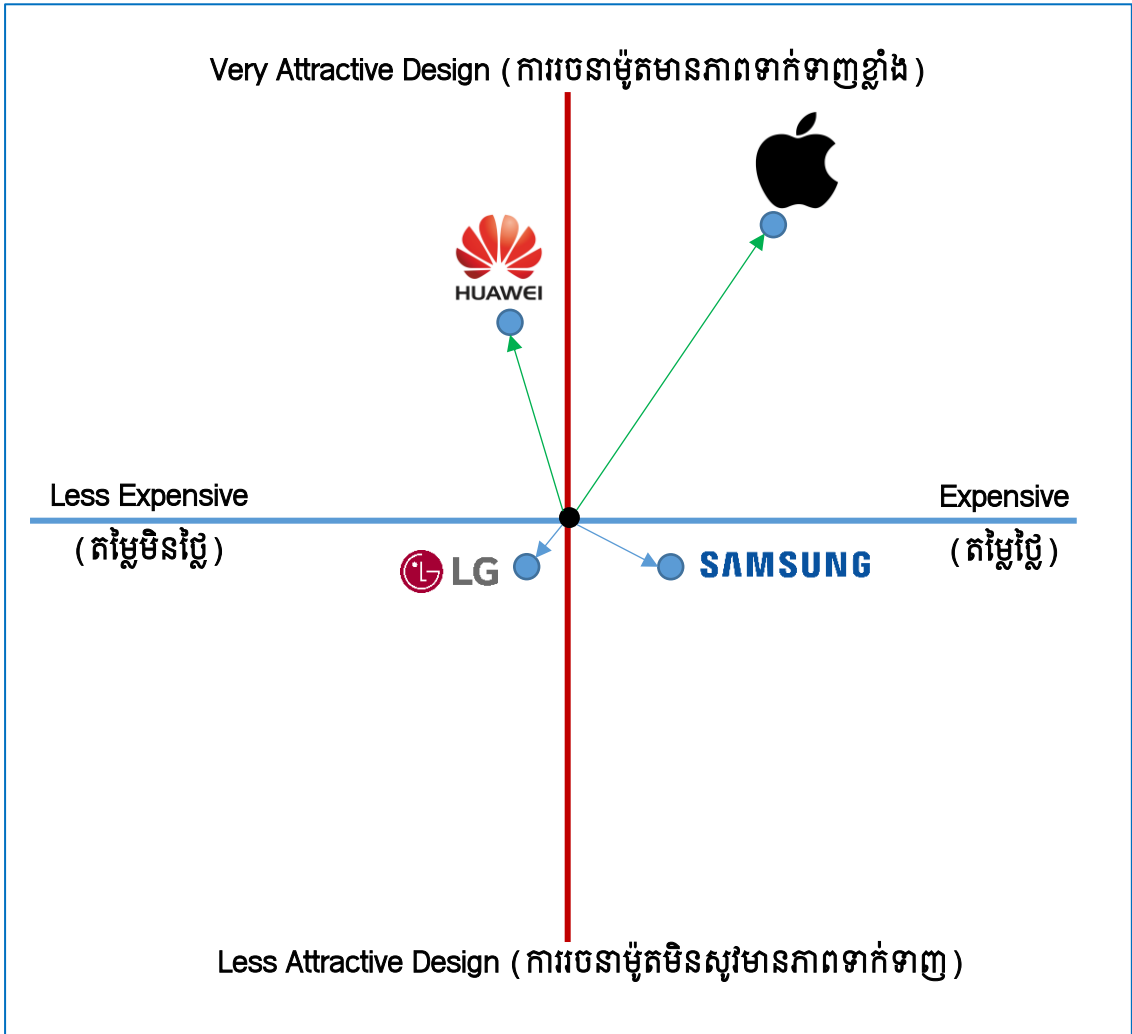 Very Attractive Design (ការរចនាម៉ូតមានភាពទាក់ទាញខ្លាំង)
HUAWEI
Less Expensive
(តម្លៃមិនថ្លៃ)
Expensive
(តម្លៃថ្លៃ)
LG LG
SAMSUNG
Less Attractive Design (ការរចនាម៉ូតមិនសូវមានភាពទាក់ទាញ)